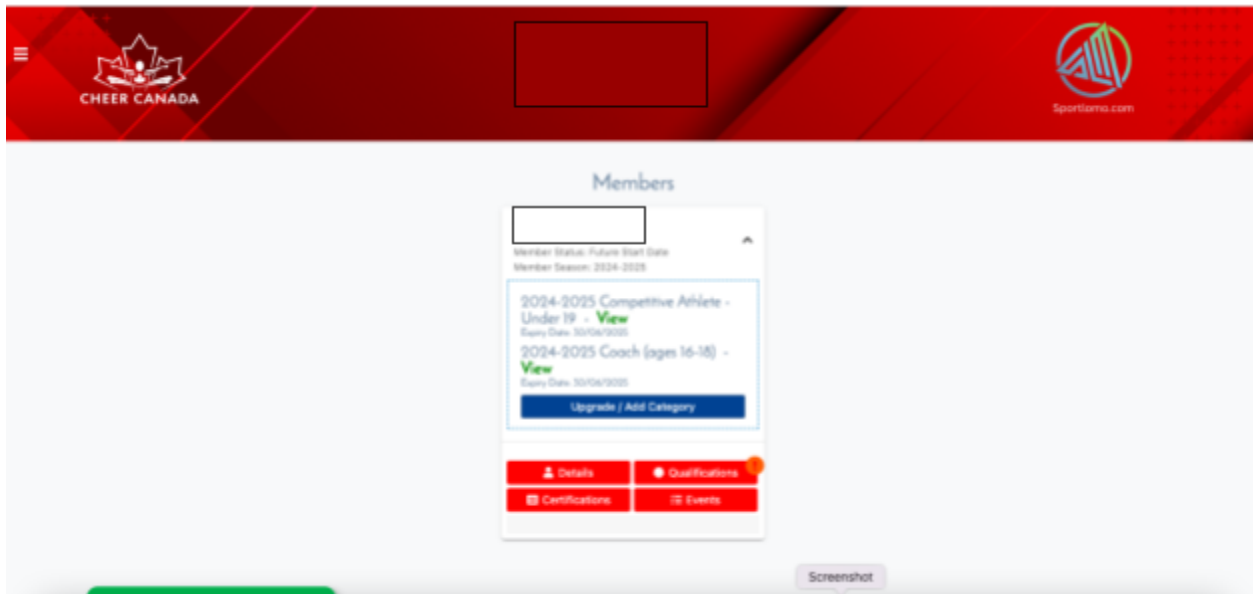 CHEER CANADA
Sportlomo.com
Members
Member Status: Future Start Date
Member Season: 2024-2025
2024-2025 Competitive Athlete -
Under 19 - View
Expiry Date: 30/06/2025
2024-2025 Coach (ages 16-18) -
View
Expiry Date: 30/06/2025
Upgrade / Add Category
Details
Qualifications
Certifications
Events
Screenshot